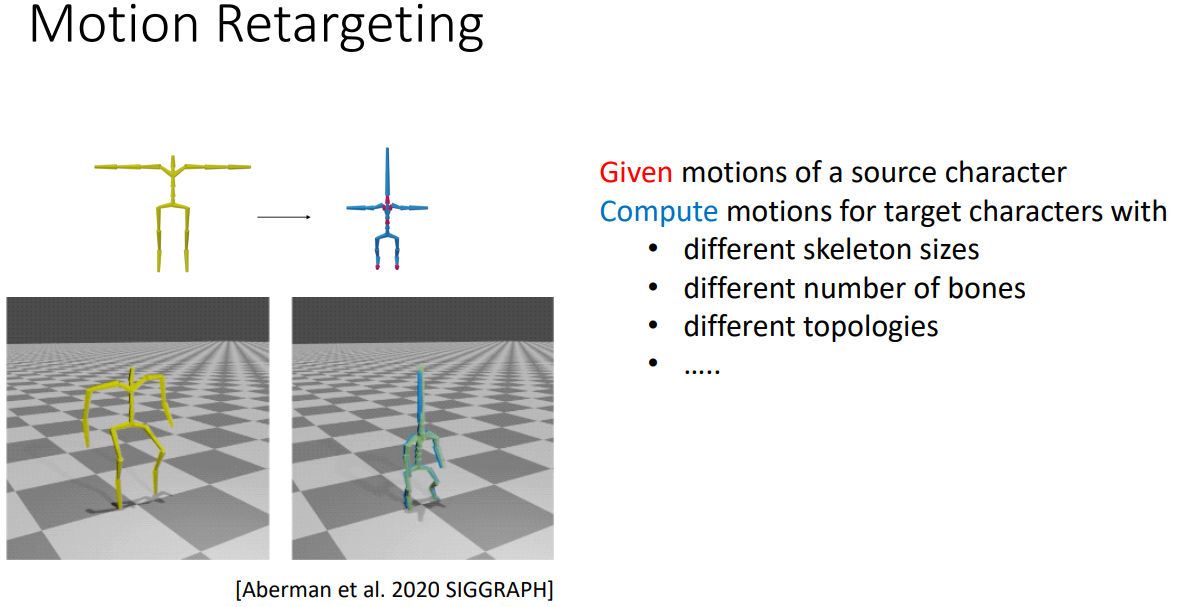 Motion Retargeting
Given motions of a source character
Compute motions for target characters with
• different skeleton sizes
• different number of bones
• different topologies
• …..
[Aberman et al. 2020 SIGGRAPH]